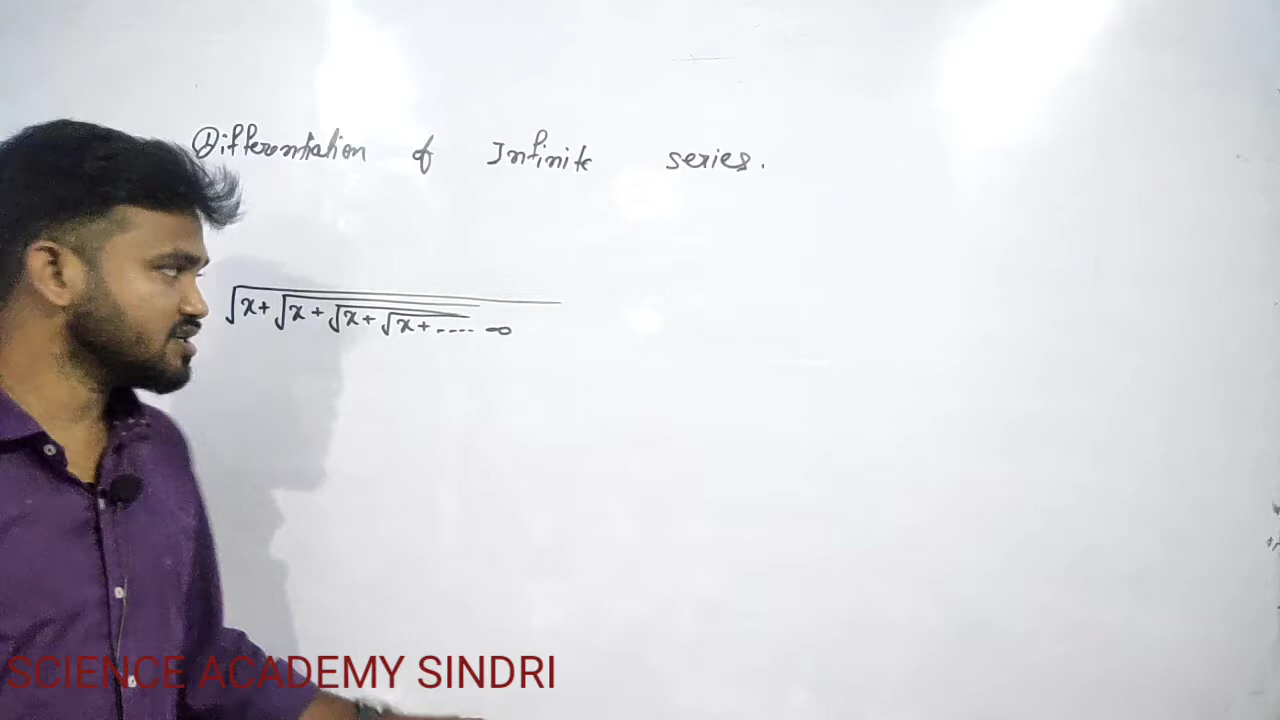 Differentiation of Infinite series.
√x+√x+√x+√x+..... ∞
SCIENCE ACADEMY SINDRI